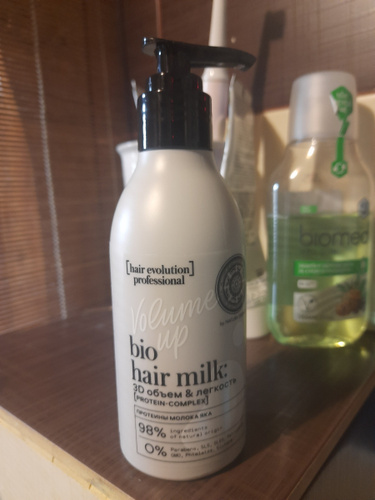 [hair evolution]
professional
Volume
up
bio
hair milk:
3D объем & легкость
[PROTEIN-COMPLEX]
ПРОТЕИНЫ МОЛОКА ЯКА
98% ingredients
of natural origin
0%
biomed